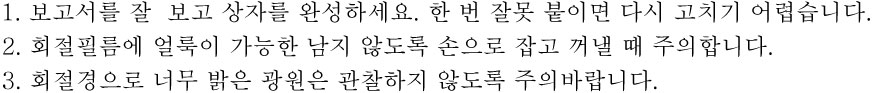 1. 보고서를 잘 보고 상자를 완성하세요. 한 번 잘못 붙이면 다시 고치기 어렵습니다.
2. 회절필름에 얼룩이 가능한 남지 않도록 손으로 잡고 꺼낼 때 주의합니다.
3. 회절경으로 너무 밝은 광원은 관찰하지 않도록 주의바랍니다.